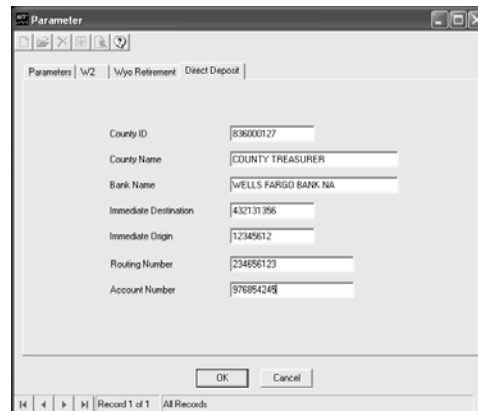 Parameter
Parameters W2 Wyo Retirement Direct Deposit
County ID 836000127
County Name COUNTY TREASURER
Bank Name WELLS FARGO BANK NA
Immediate Destination 432131356
Immediate Origin 12345612
Routing Number 234656123
Account Number 976854245
OK Cancel
Record 1 of 1 All Records